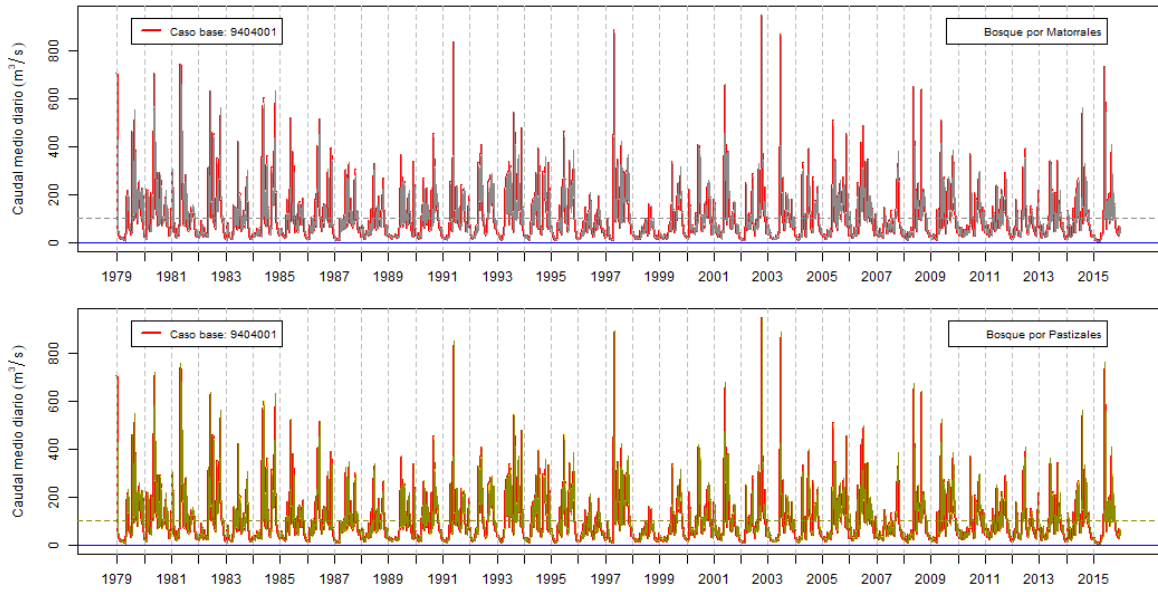 Caudal medio diario (m³/s)
800
600
400
200
0
Caso base: 9404001
Bosque por Matorrales
1979 1981 1983 1985 1987 1989 1991 1993 1995 1997 1999 2001 2003 2005 2007 2009 2011 2013 2015
Caudal medio diario (m³/s)
800
600
400
200
0
Caso base: 9404001
Bosque por Pastizales
1979 1981 1983 1985 1987 1989 1991 1993 1995 1997 1999 2001 2003 2005 2007 2009 2011 2013 2015